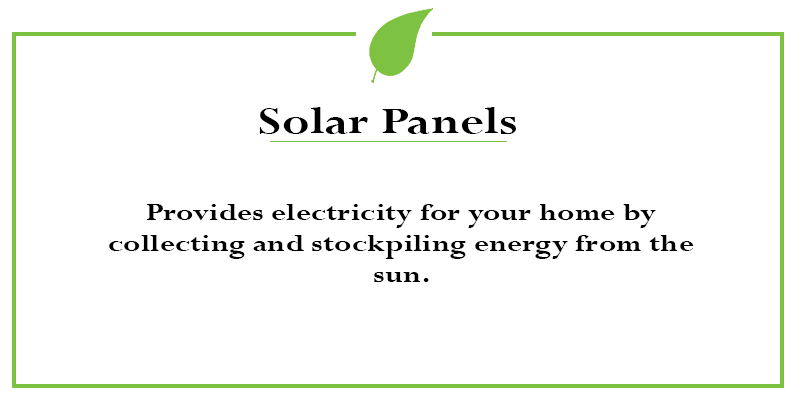 Solar Panels
Provides electricity for your home by
collecting and stockpiling energy from the
sun.